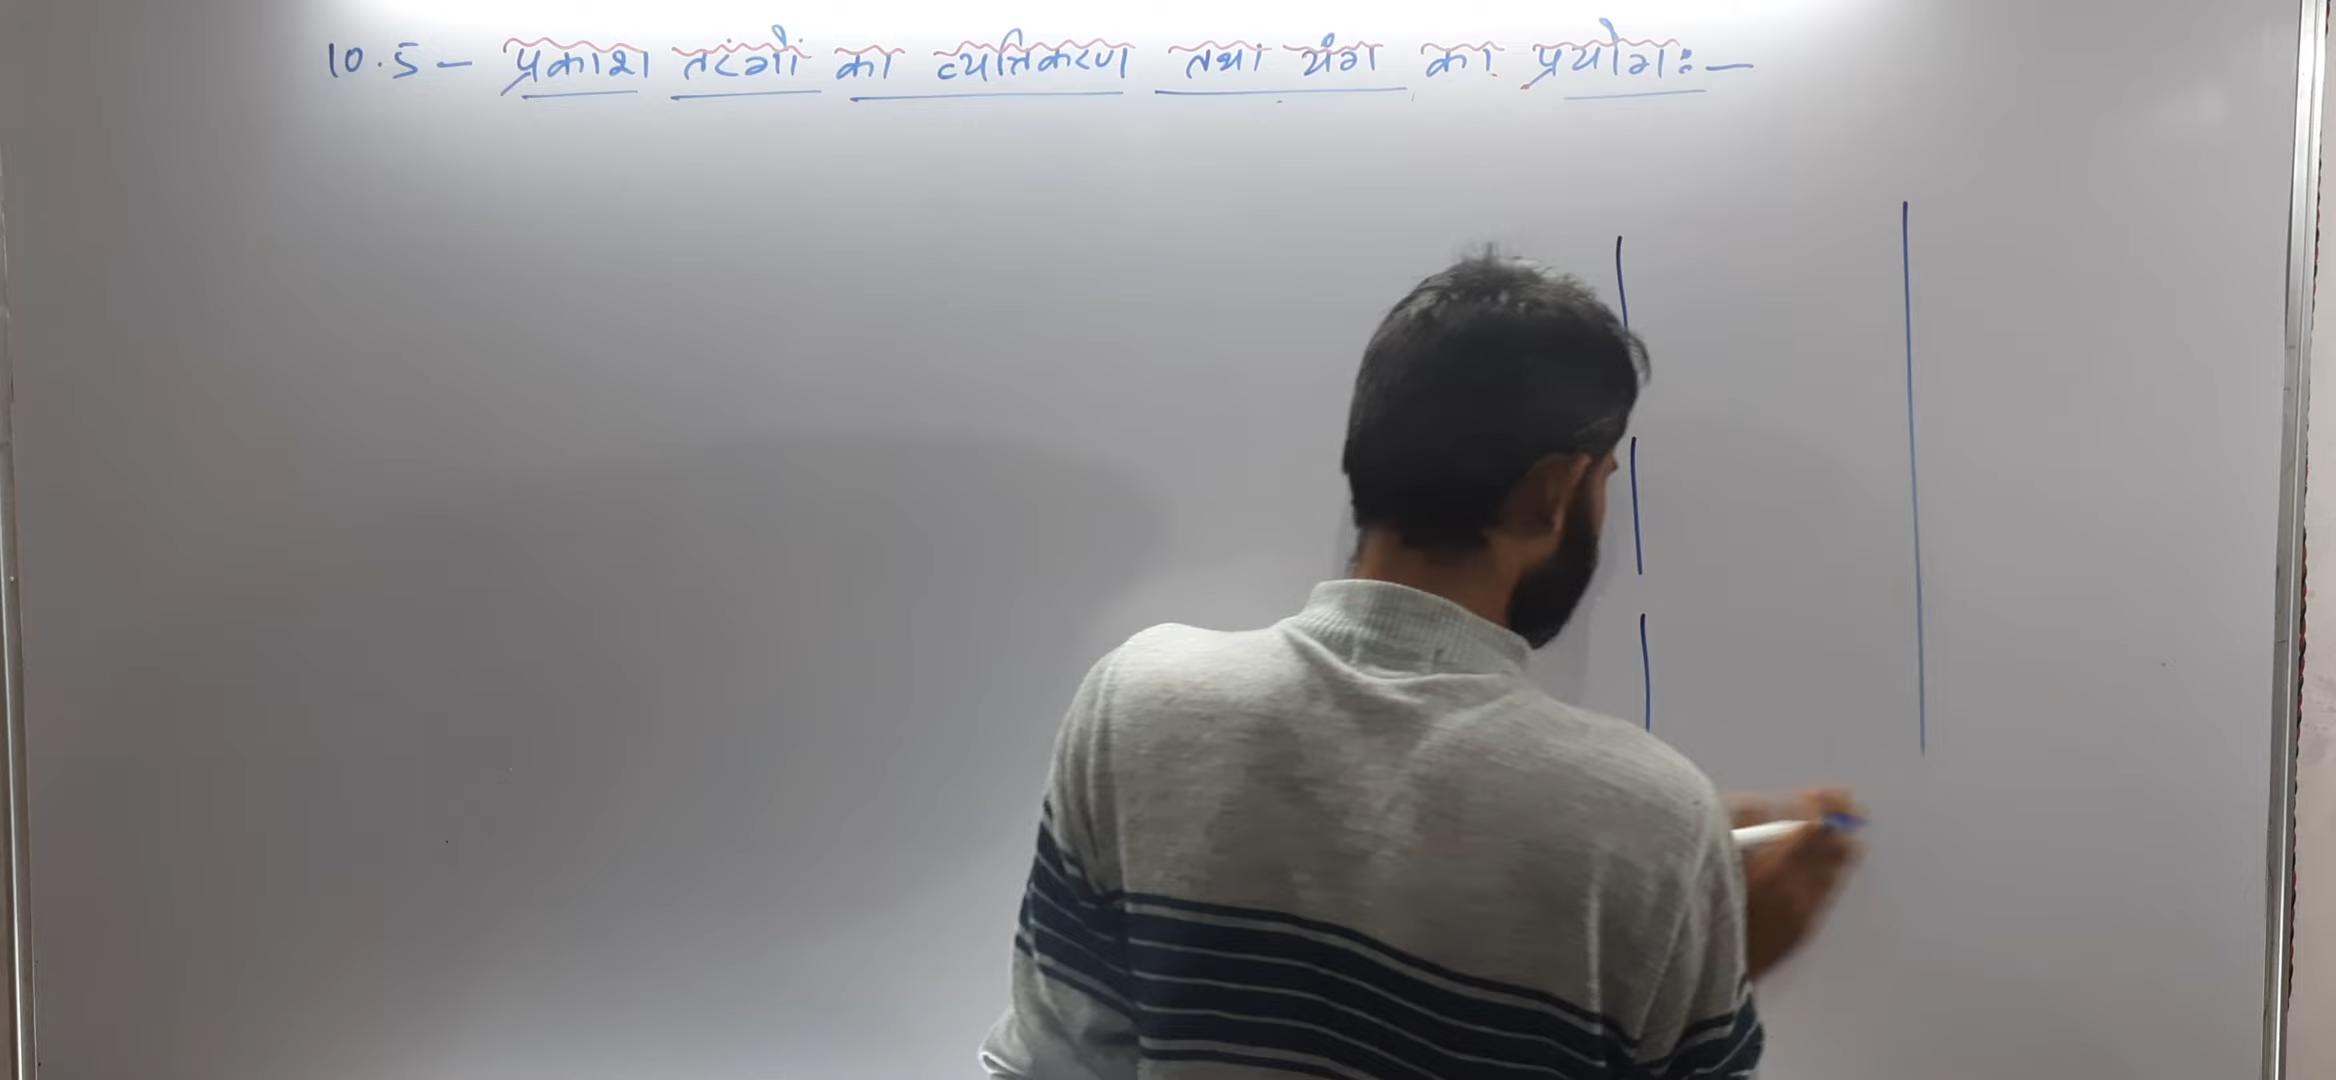 10.5- प्रकाश तरंगों का व्यतिकरण तथा यंग का प्रयोग:-